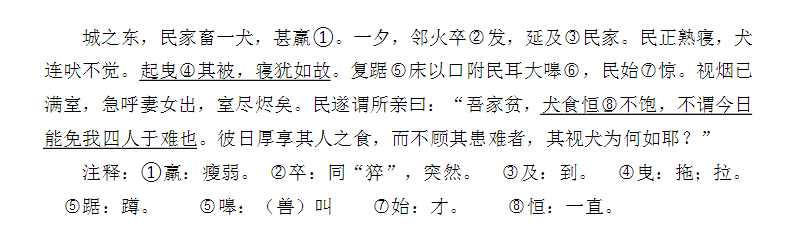 城之东，民家畜一犬，甚羸①。一夕，邻火卒②发，延及③民家。民正熟寝，犬
连吠不觉。起曳④其被，寝犹如故。复踞⑤床以口附民耳大嗥⑥，民始⑦惊。视烟已
满室，急呼妻女出，室尽烬矣。民遂谓所亲曰：“吾家贫，犬食恒⑧不饱，不谓今日
能免我四人于难也。彼日厚享其人之食，而不顾其患难者，其视犬为何如耶？”
注释：①羸：瘦弱。 ②卒：同“猝”，突然。 ③及：到。 ④曳：拖；拉。
⑤踞：蹲。 ⑤嗥：（兽）叫 ⑦始：才。 ⑧恒：一直。